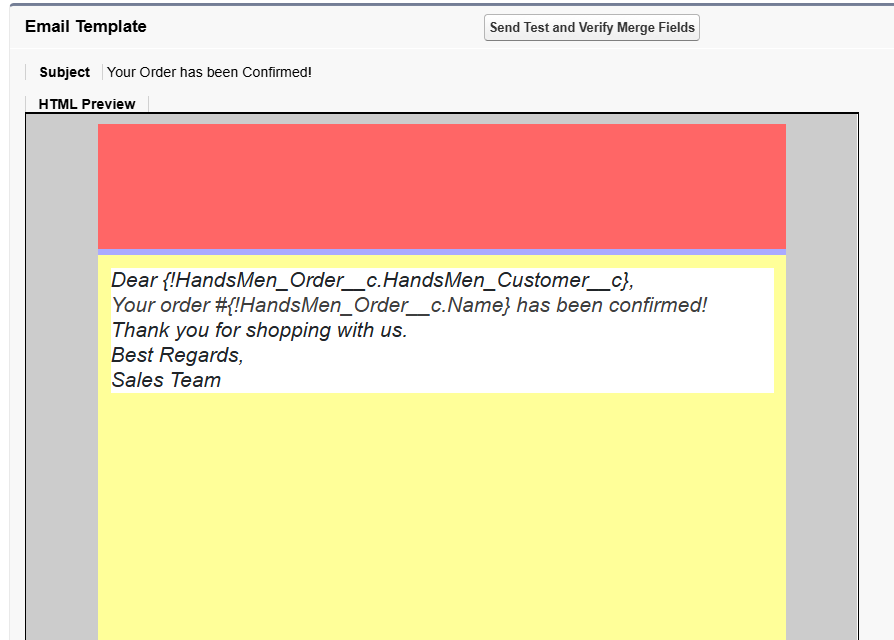 Email Template
Send Test and Verify Merge Fields
Subject
Your Order has been Confirmed!
HTML Preview
Dear {!HandsMen_Order__c.HandsMen_Customer__c},
Your order #{!HandsMen_Order__c.Name} has been confirmed!
Thank you for shopping with us.
Best Regards,
Sales Team